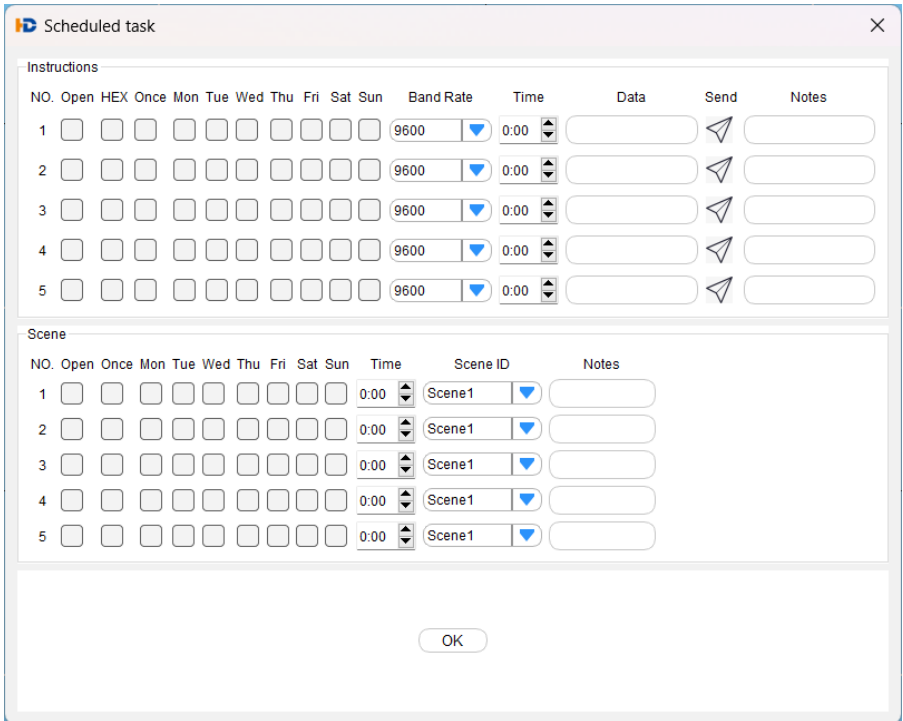 Scheduled task
Instructions
NO. Open HEX Once Mon Tue Wed Thu Fri Sat Sun Band Rate Time Data Send Notes
1 9600 0:00
2 9600 0:00
3 9600 0:00
4 9600 0:00
5 9600 0:00
Scene
NO. Open Once Mon Tue Wed Thu Fri Sat Sun Time Scene ID Notes
1 0:00 Scene1
2 0:00 Scene1
3 0:00 Scene1
4 0:00 Scene1
5 0:00 Scene1
OK